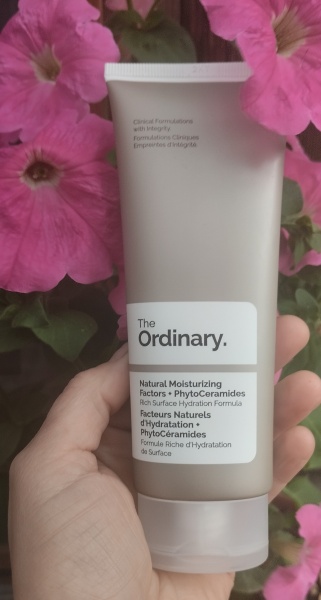 Clinical Formulations
with Integrity
Formulations Cliniques
Empreintes d'Intégrité
The
Ordinary.
Natural Moisturizing
Factors + PhytoCeramides
Rich Surface Hydration Formula
Facteurs Naturels
d'Hydratation +
PhytoCéramides
Formule Riche d'Hydratation
de Surface